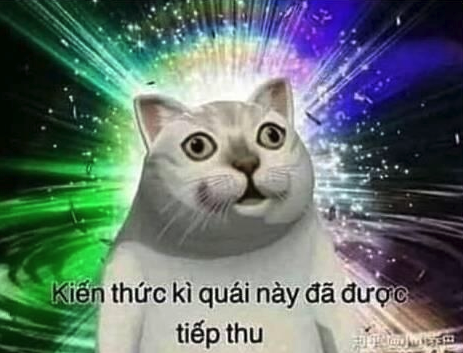 Kiến thức kì quái này đã được
tiếp thu